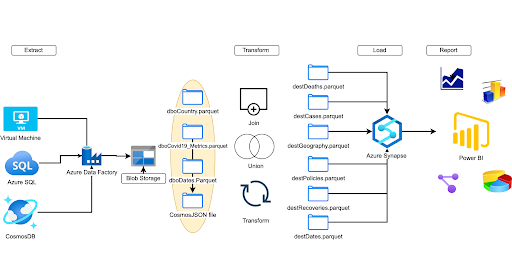 Extract
Transform
Load
Report
VM
Virtual Machine
SQL
Azure SQL
CosmosDB
Azure Data Factory
Blob Storage
dboCountry.parquet
dboCovid19_Metrics.parquet
dboDates.Parquet
CosmosJSON file
Join
Union
Transform
destDeaths.parquet
destCases.parquet
destGeography.parquet
destPolicies.parquet
destRecoveries.parquet
destDates.parquet
Azure Synapse
Power BI